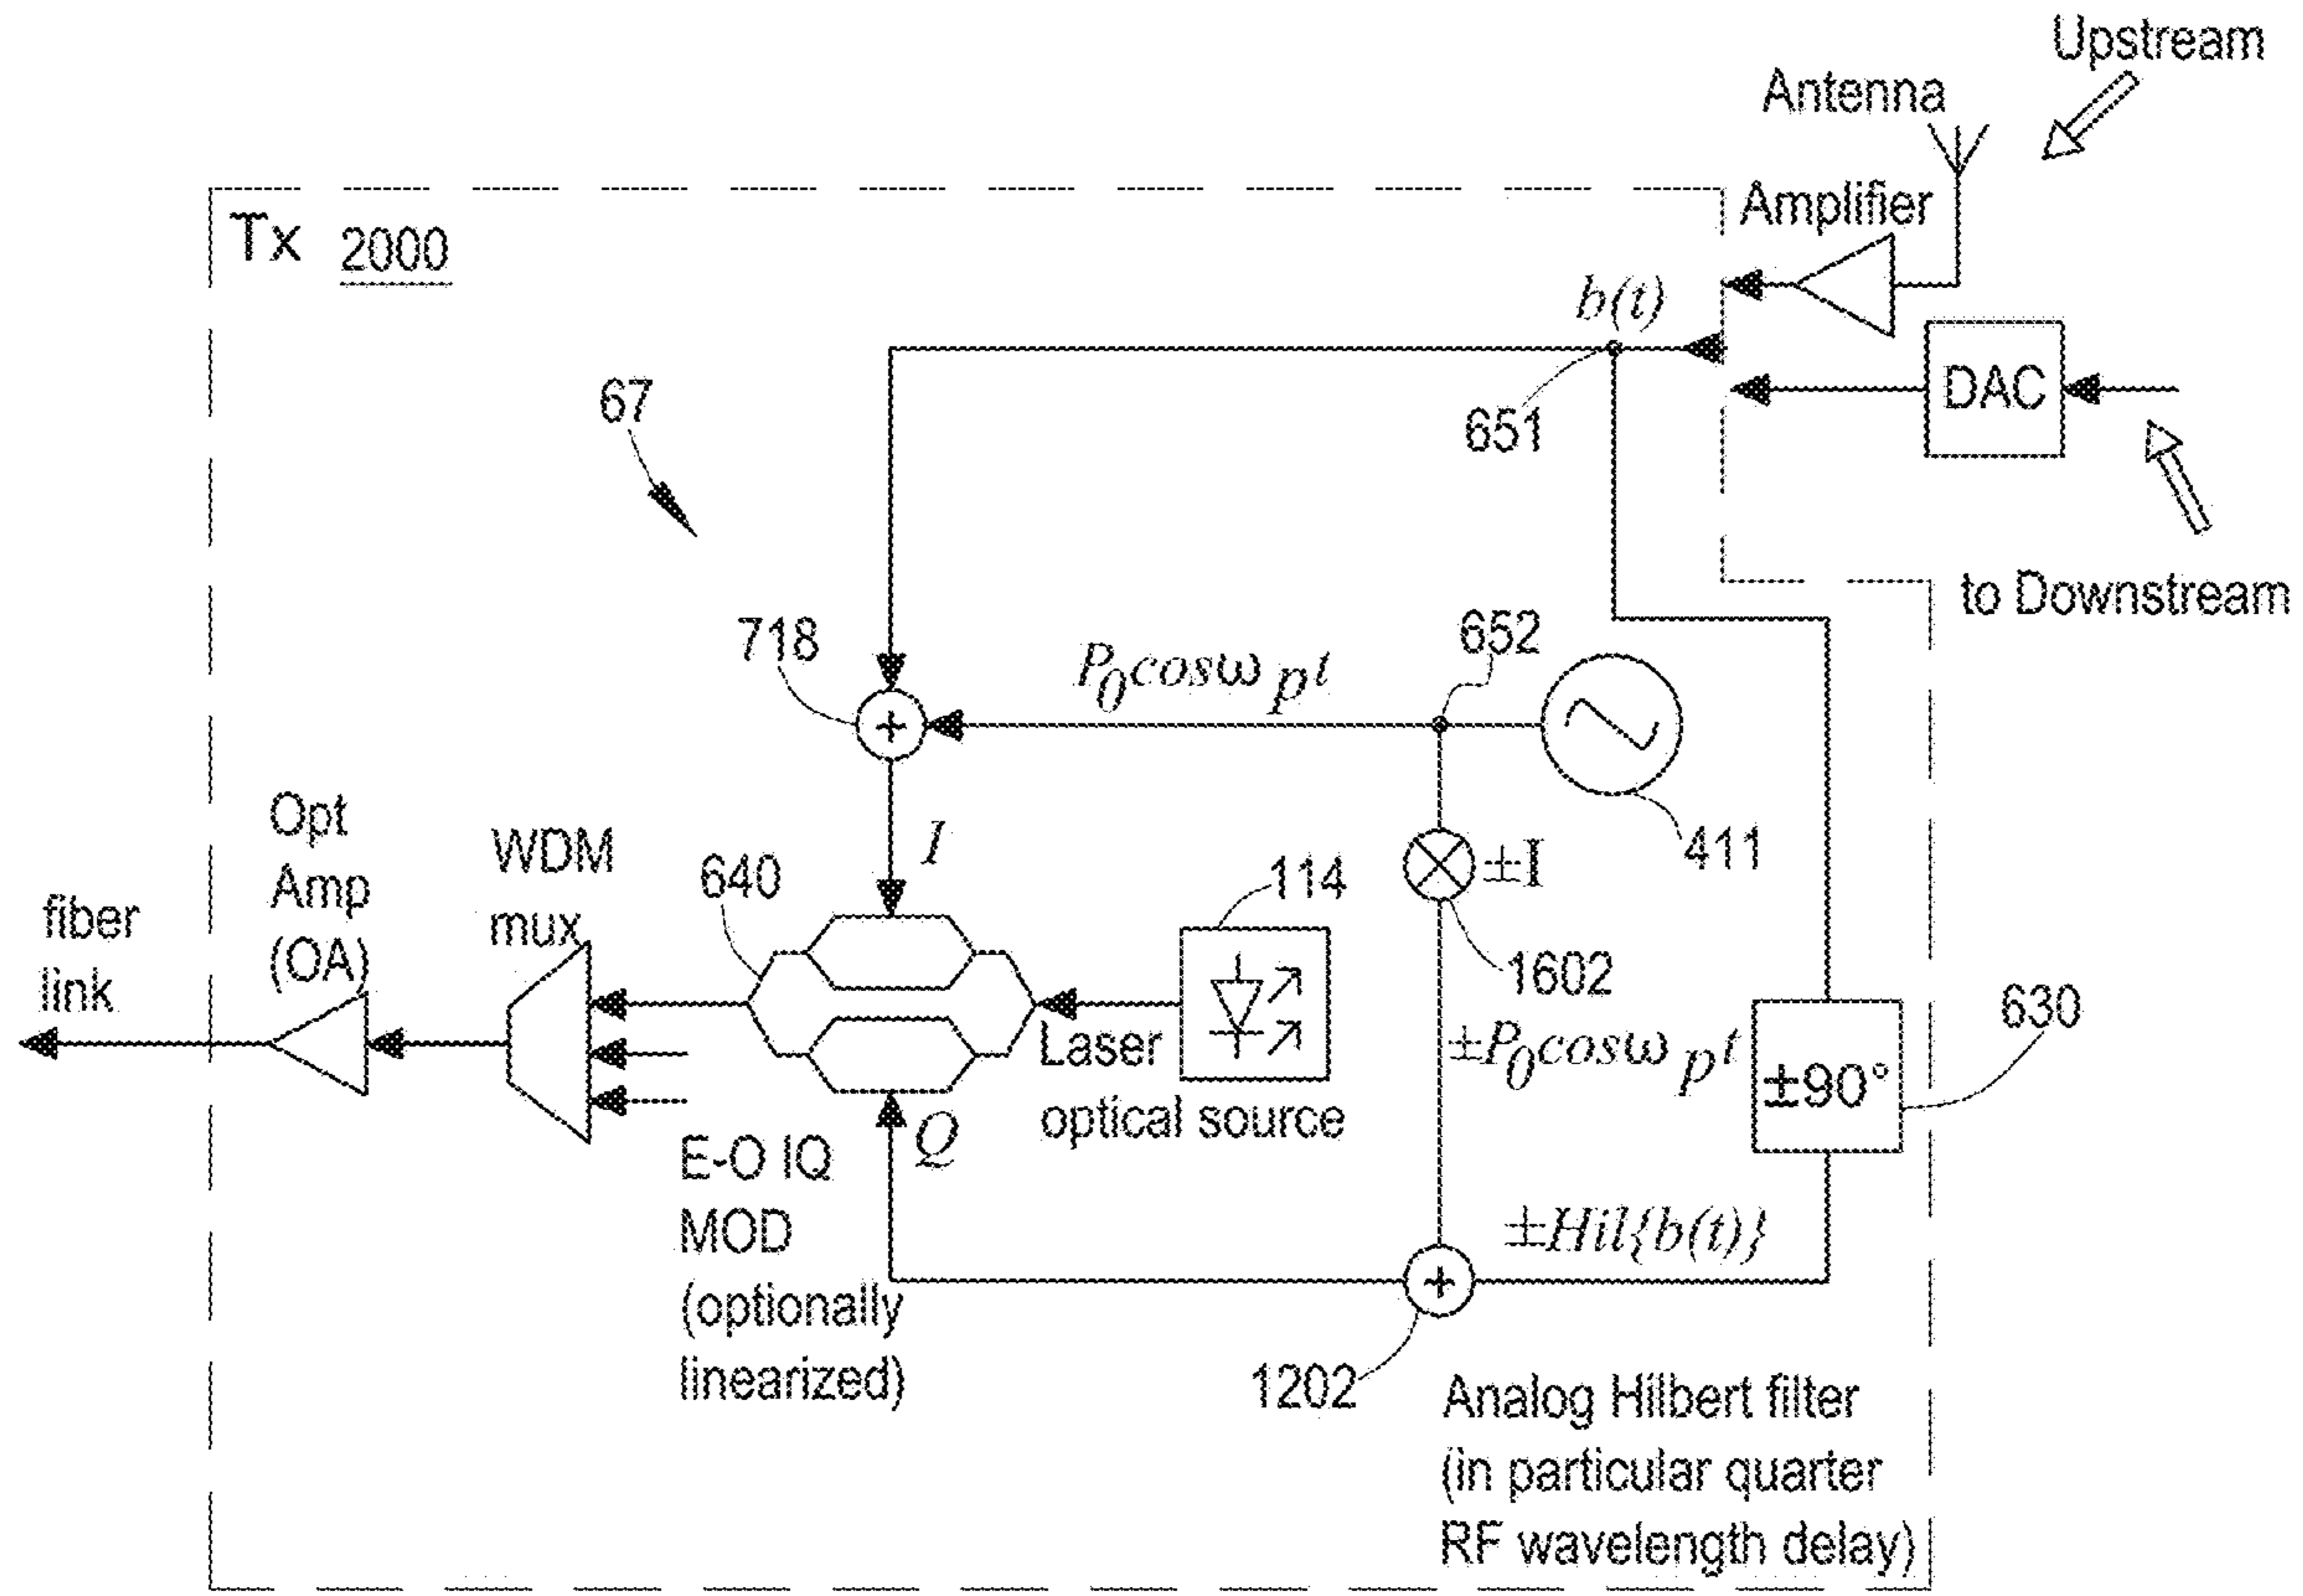 Upstream
Antenna
Amplifier
Tx 2000
b(t)
DAC
67
651
to Downstream
718
P0cosω pt
652
411
Opt
Amp
(OA)
WDM
mux
fiber
link
I
640
114
±I
1602
630
Laser
optical source
±P0cosω pt
±90°
Q
E-O IQ
MOD
(optionally
linearized)
±Hil{b(t)}
1202
Analog Hilbert filter
(in particular quarter
RF wavelength delay)